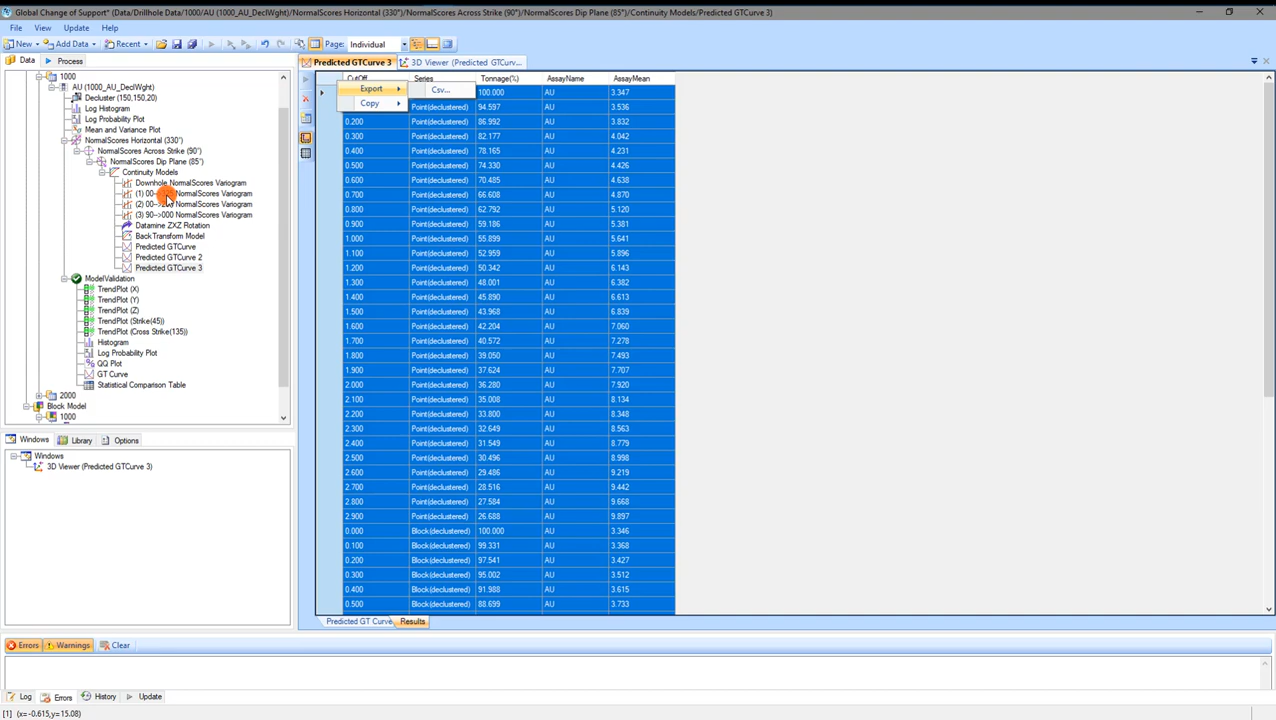 Global Change of Support* (Data/Drillhole Data/1000/AU (1000_AU_DeclWght)/NormalScores Horizontal (330°)/NormalScores Across Strike (90°)/NormalScores Dip Plane (85°)/Continuity Models/Predicted GTCurve 3)
File View Update Help
New Add Data Recent Page: Individual
Data Process
Predicted GTCurve 3 3D Viewer (Predicted GTCurv...
1000
AU (1000_AU_DeclWght)
Decluster (150,150,20)
Log Histogram
Log Probability Plot
Mean and Variance Plot
NormalScores Horizontal (330°)
NormalScores Across Strike (90°)
NormalScores Dip Plane (85°)
Continuity Models
Downhole NormalScores Variogram
(1) 00 NormalScores Variogram
(2) 00 NormalScores Variogram
(3) 90-->000 NormalScores Variogram
Datamine ZXZ Rotation
BackTransform Model
Predicted GTCurve
Predicted GTCurve 2
Predicted GTCurve 3
ModelValidation
TrendPlot (X)
TrendPlot (Y)
TrendPlot (Z)
TrendPlot (Strike(45))
TrendPlot (Cross Strike(135))
Histogram
Log Probability Plot
QQ Plot
GT Curve
Statistical Comparison Table
2000
Block Model
1000
Windows Library Options
Windows
3D Viewer (Predicted GTCurve 3)
CutOff Series Tonnage(%) AssayName AssayMean
Export Csv...
Copy
100.000 AU 3.347
Point(declustered) 94.597 AU 3.536
0.200 Point(declustered) 86.992 AU 3.832
0.300 Point(declustered) 82.177 AU 4.042
0.400 Point(declustered) 78.165 AU 4.231
0.500 Point(declustered) 74.330 AU 4.426
0.600 Point(declustered) 70.485 AU 4.638
0.700 Point(declustered) 66.608 AU 4.870
0.800 Point(declustered) 62.792 AU 5.120
0.900 Point(declustered) 59.186 AU 5.381
1.000 Point(declustered) 55.899 AU 5.641
1.100 Point(declustered) 52.959 AU 5.896
1.200 Point(declustered) 50.342 AU 6.143
1.300 Point(declustered) 48.001 AU 6.382
1.400 Point(declustered) 45.890 AU 6.613
1.500 Point(declustered) 43.968 AU 6.839
1.600 Point(declustered) 42.204 AU 7.060
1.700 Point(declustered) 40.572 AU 7.278
1.800 Point(declustered) 39.050 AU 7.493
1.900 Point(declustered) 37.624 AU 7.707
2.000 Point(declustered) 36.280 AU 7.920
2.100 Point(declustered) 35.008 AU 8.134
2.200 Point(declustered) 33.800 AU 8.348
2.300 Point(declustered) 32.649 AU 8.563
2.400 Point(declustered) 31.549 AU 8.779
2.500 Point(declustered) 30.496 AU 8.998
2.600 Point(declustered) 29.486 AU 9.219
2.700 Point(declustered) 28.516 AU 9.442
2.800 Point(declustered) 27.584 AU 9.668
2.900 Point(declustered) 26.688 AU 9.897
0.000 Block(declustered) 100.000 AU 3.346
0.100 Block(declustered) 99.331 AU 3.368
0.200 Block(declustered) 97.541 AU 3.427
0.300 Block(declustered) 95.002 AU 3.512
0.400 Block(declustered) 91.988 AU 3.615
0.500 Block(declustered) 88.699 AU 3.733
Predicted GT Curve Results
Errors Warnings Clear
Log Errors History Update
[1] (x=-0.615,y=15.08)